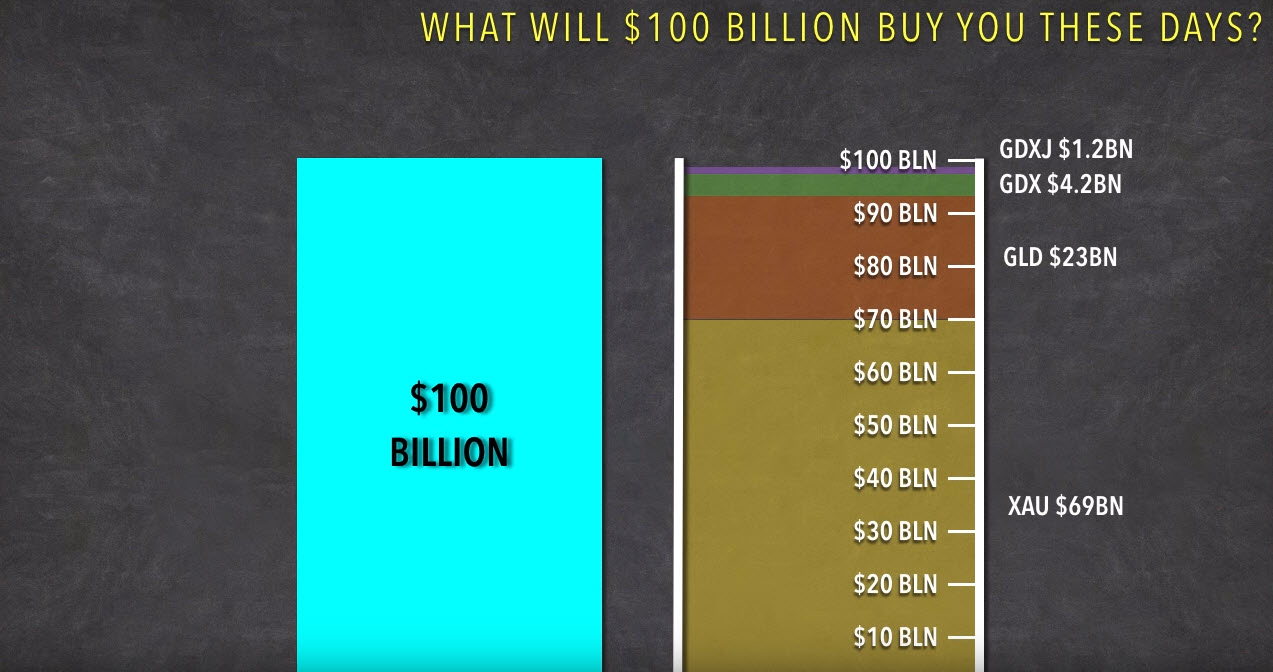 WHAT WILL $100 BILLION BUY YOU THESE DAYS?
$100
BILLION
$100 BLN
$90 BLN
$80 BLN
$70 BLN
$60 BLN
$50 BLN
$40 BLN
$30 BLN
$20 BLN
$10 BLN
GDXJ $1.2BN
GDX $4.2BN
GLD $23BN
XAU $69BN